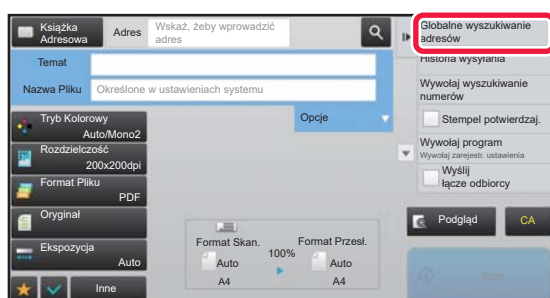 Książka
Adresowa
Adres
Wskaż, żeby wprowadzić
adres
Globalne wyszukiwanie
adresów
Temat
Historia wysyłania
Nazwa Pliku
Określone w ustawieniach systemu
Wywołaj wyszukiwanie
numerów
Tryb Kolorowy
Auto/Mono2
Opcje
Stempel potwierdzaj.
Rozdzielczość
200x200dpi
Wywołaj program
Wywołaj zarejestr. ustawienia
Format Pliku
PDF
Wyślij
łącze odbiorcy
Oryginał
Podgląd
CA
Ekspozycja
Auto
Format Skan.
100%
Format Przesł.
Auto
Auto
A4
A4
Inne
Start